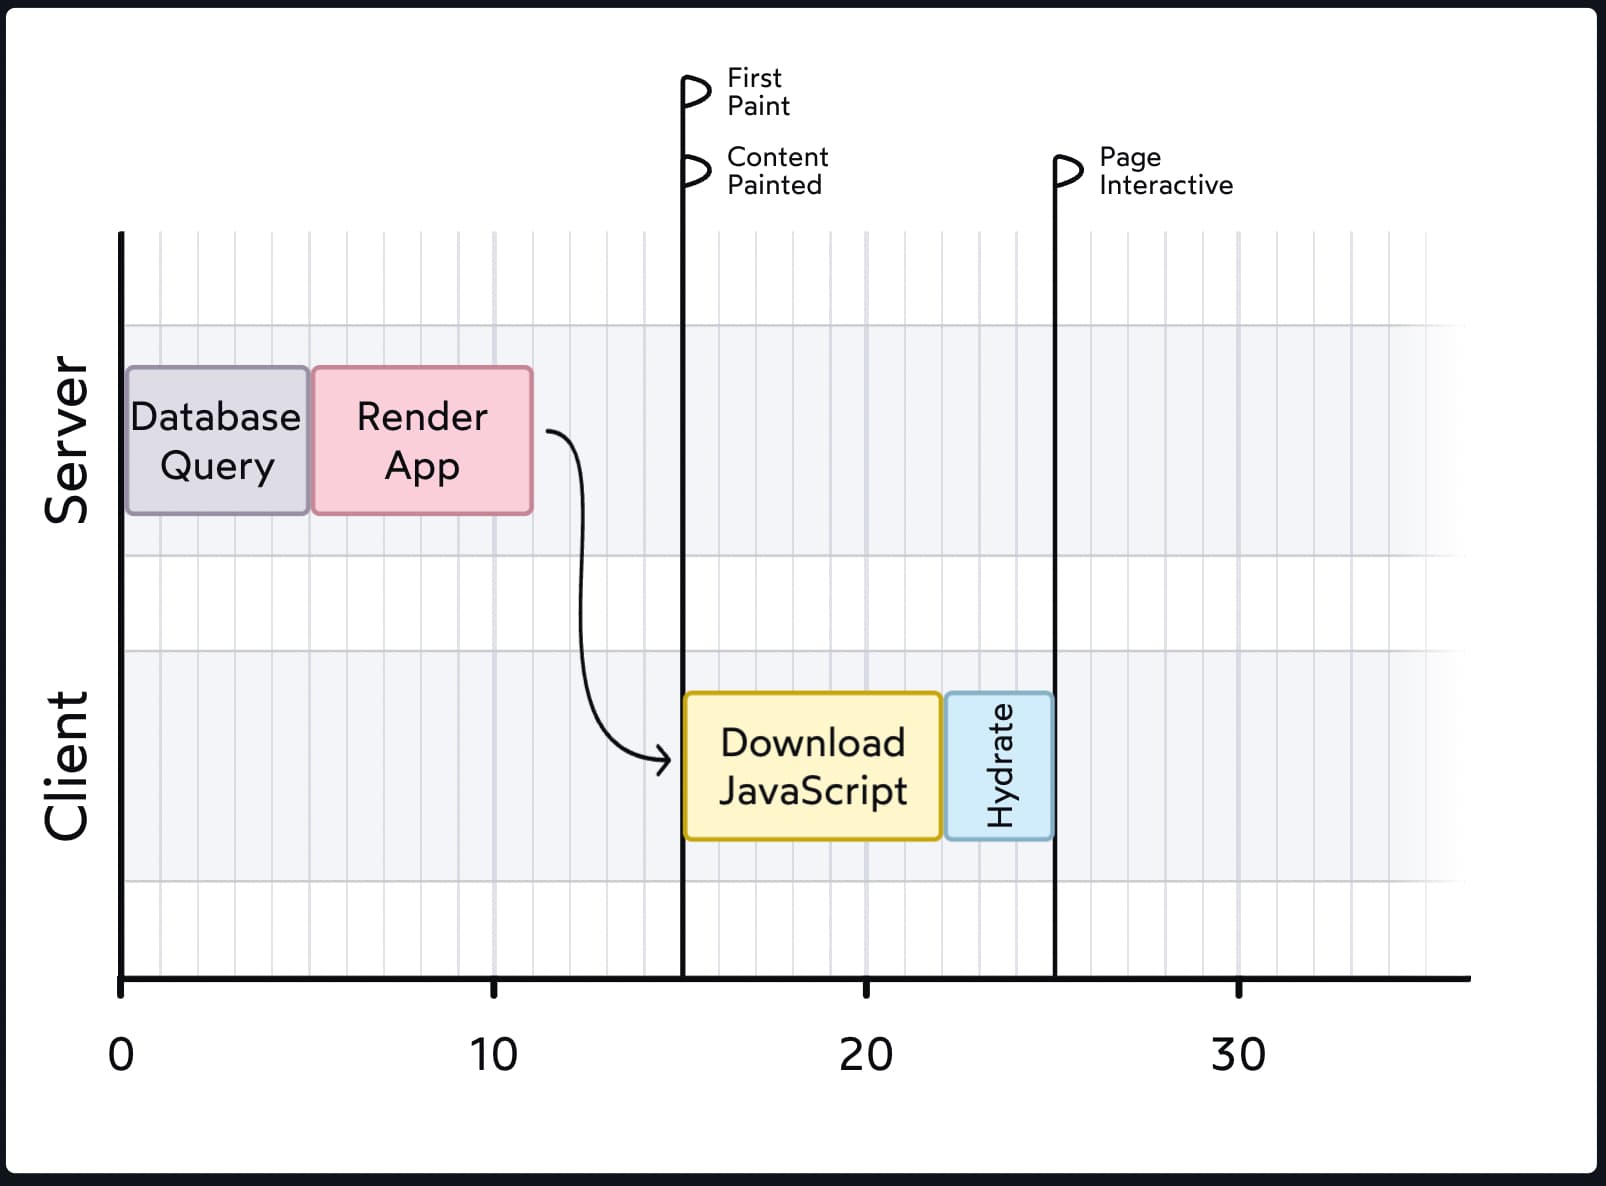 First
Paint
Content
Painted
Page
Interactive
Server
Database
Query
Render
App
Client
Download
JavaScript
Hydrate
0
10
20
30